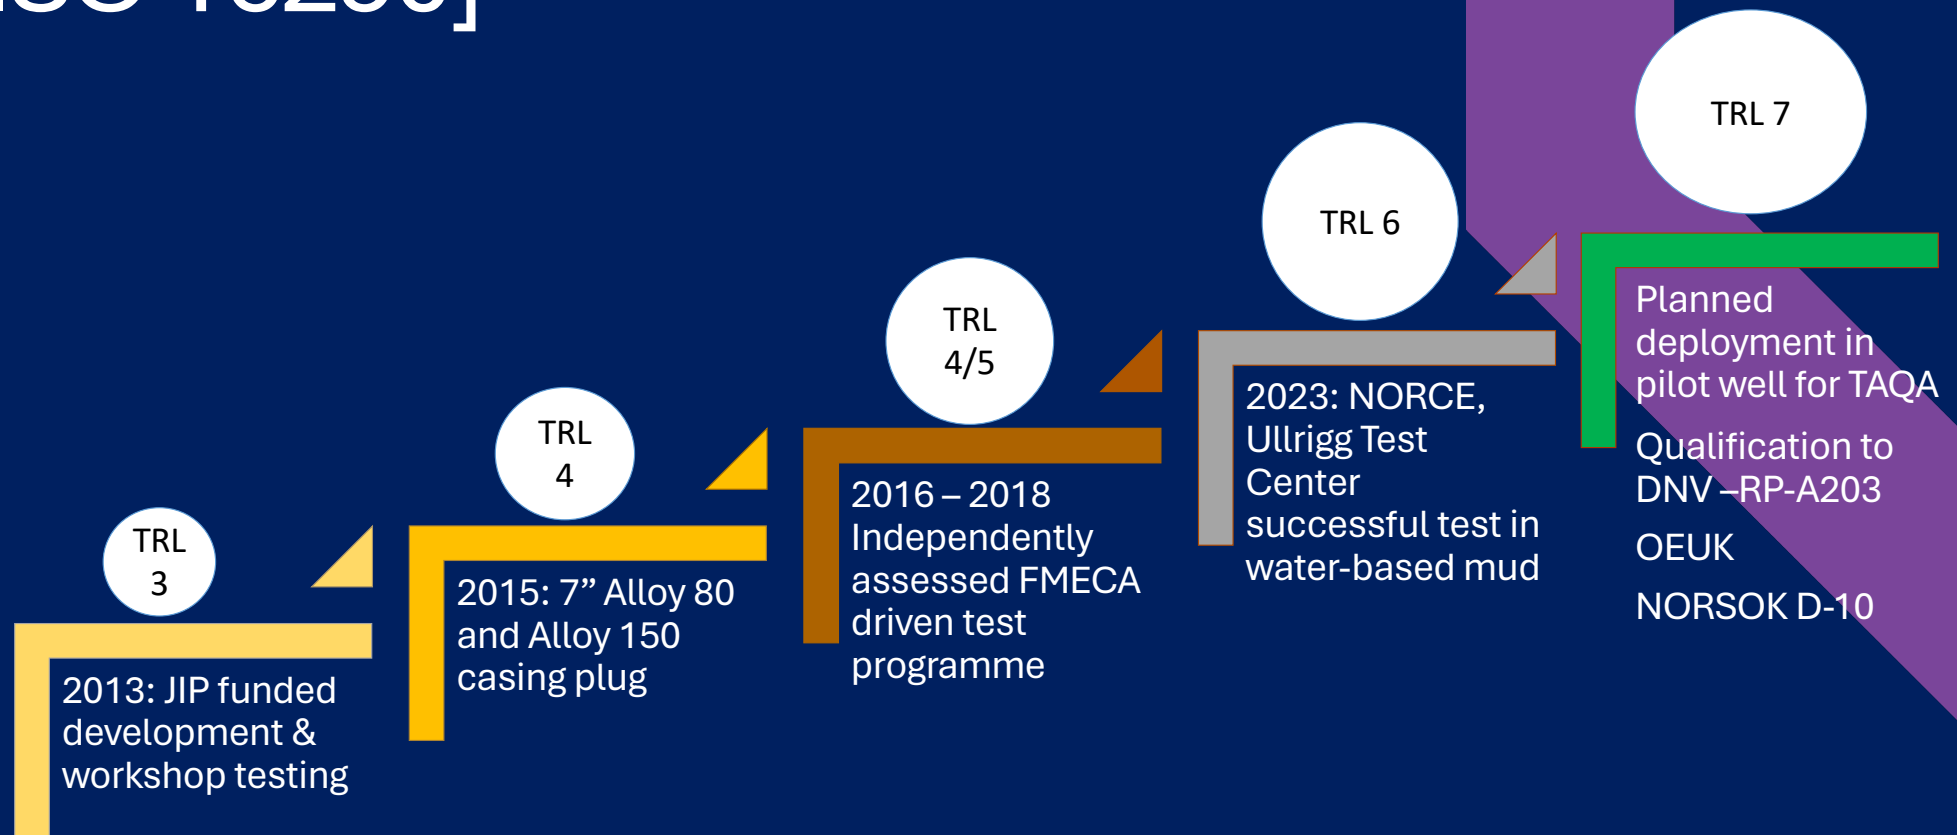 TRL
3
2013: JIP funded
development &
workshop testing
TRL
4
2015: 7” Alloy 80
and Alloy 150
casing plug
TRL
4/5
2016 – 2018
Independently
assessed FMECA
driven test
programme
TRL 6
2023: NORCE,
Ullrigg Test
Center
successful test in
water-based mud
TRL 7
Planned
deployment in
pilot well for TAQA
Qualification to
DNV –RP-A203
OEUK
NORSOK D-10